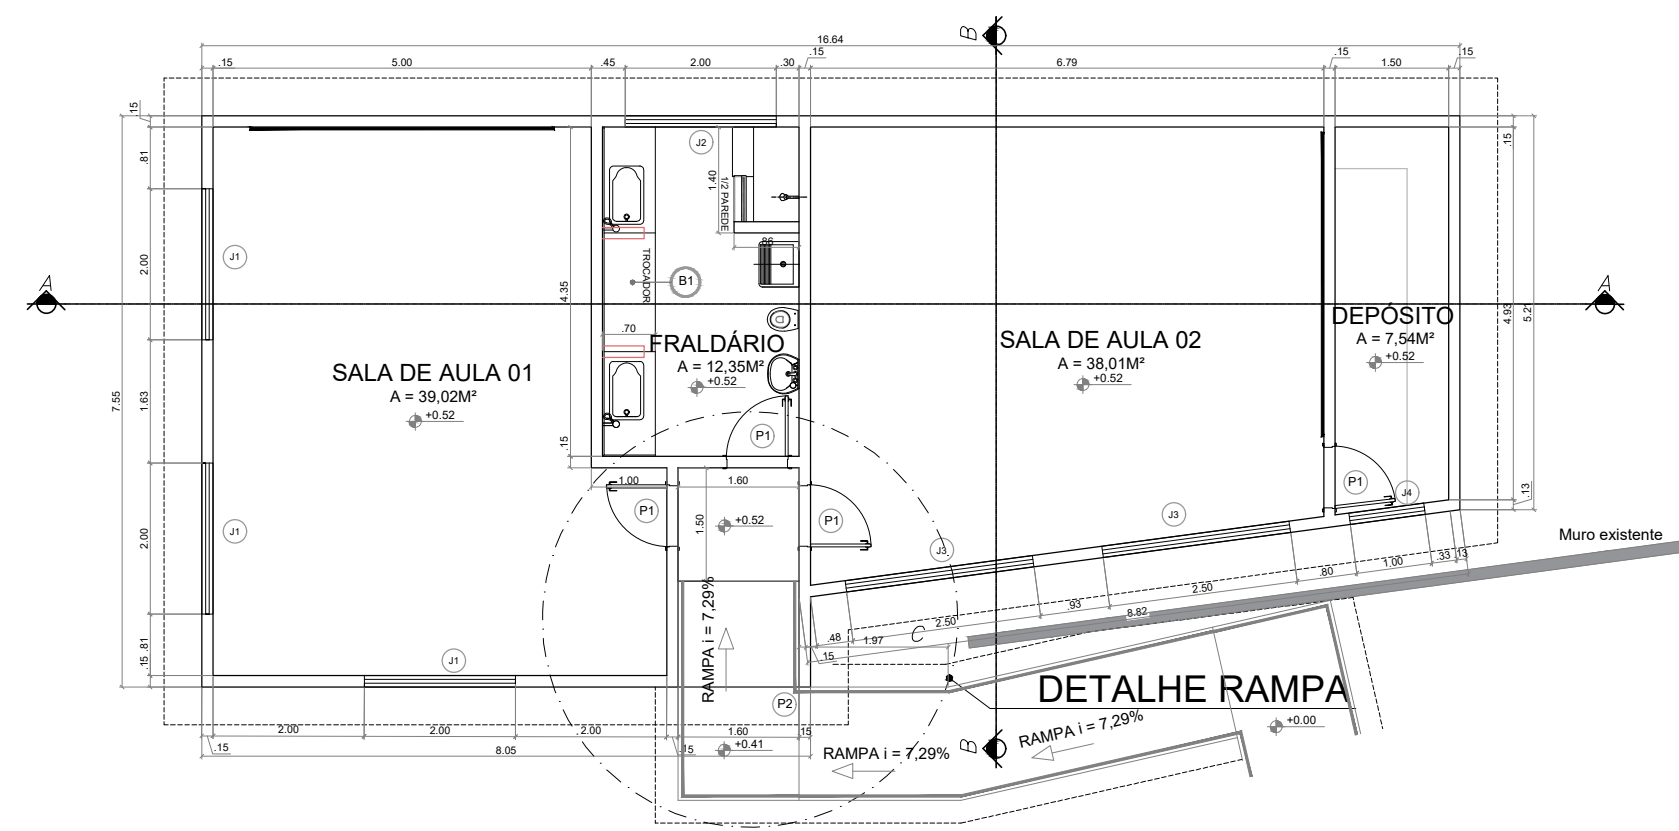 B
16.64
.15
.15
.15
.15
5.00
.45
2.00
.30
6.79
1.50
.15
.81
2.00
1.63
2.00
.81
.15
7.55
J2
1.40
1/2 PAREDE
.86
TROCADOR
B1
4.35
.15
.70
J1
J1
J1
A
A
SALA DE AULA 01
A = 39,02M²
+0.52
FRALDÁRIO
A = 12,35M²
+0.52
SALA DE AULA 02
A = 38,01M²
+0.52
DEPÓSITO
A = 7,54M²
+0.52
.15
4.93
5.21
.13
P1
P1
P1
P1
J4
J3
J3
1.00
1.60
1.50
+0.52
Muro existente
.13
.33
1.00
.80
2.50
.93
8.82
2.50
.48
1.97
.15
C
RAMPA i = 7,29%
DETALHE RAMPA
P2
+0.00
RAMPA i = 7,29%
RAMPA i = 7,29%
2.00
2.00
2.00
1.60
.15
.15
.15
8.05
+0.41
B